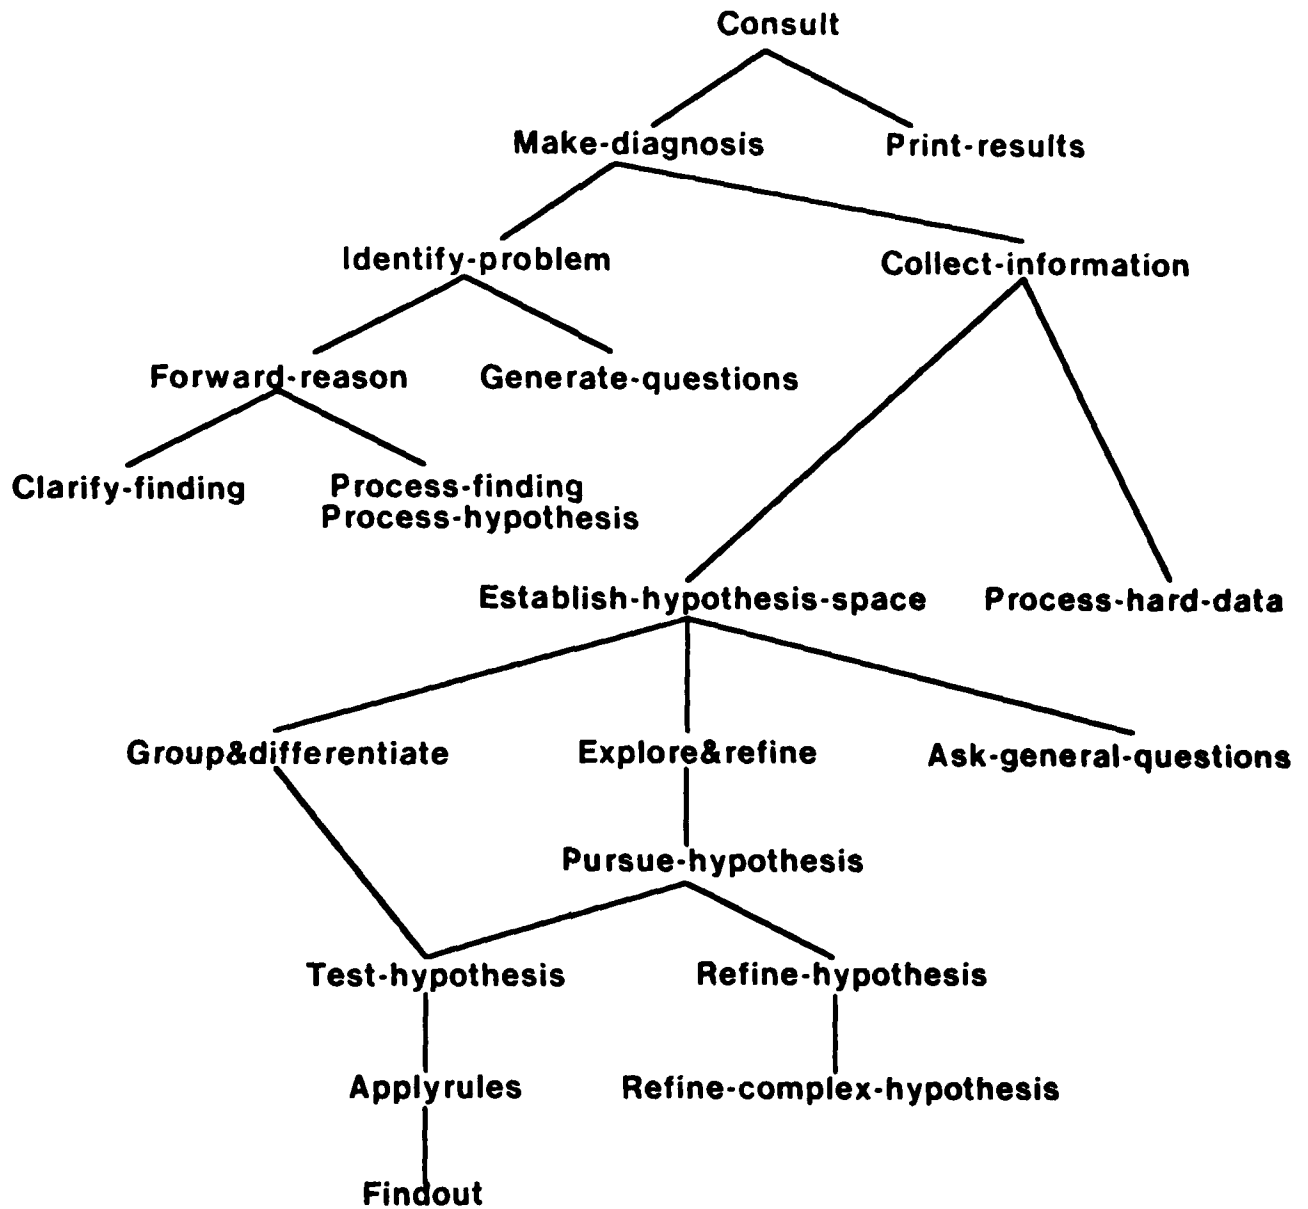 Consult
Make-diagnosis
Print-results
Identify-problem
Collect-information
Forward-reason
Generate-questions
Clarify-finding
Process-finding
Process-hypothesis
Establish-hypothesis-space
Process-hard-data
Group&differentiate
Explore&refine
Ask-general-questions
Pursue-hypothesis
Test-hypothesis
Refine-hypothesis
Applyrules
Refine-complex-hypothesis
Findout